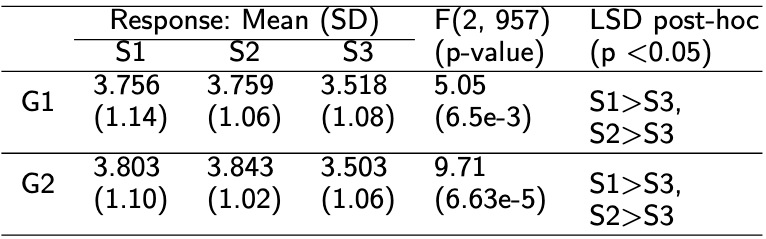 Response: Mean (SD) F(2, 957) LSD post-hoc
S1 S2 S3 (p-value) (p <0.05)
G1 3.756 3.759 3.518 5.05 S1>S3,
(1.14) (1.06) (1.08) (6.5e-3) S2>S3
G2 3.803 3.843 3.503 9.71 S1>S3,
(1.10) (1.02) (1.06) (6.63e-5) S2>S3